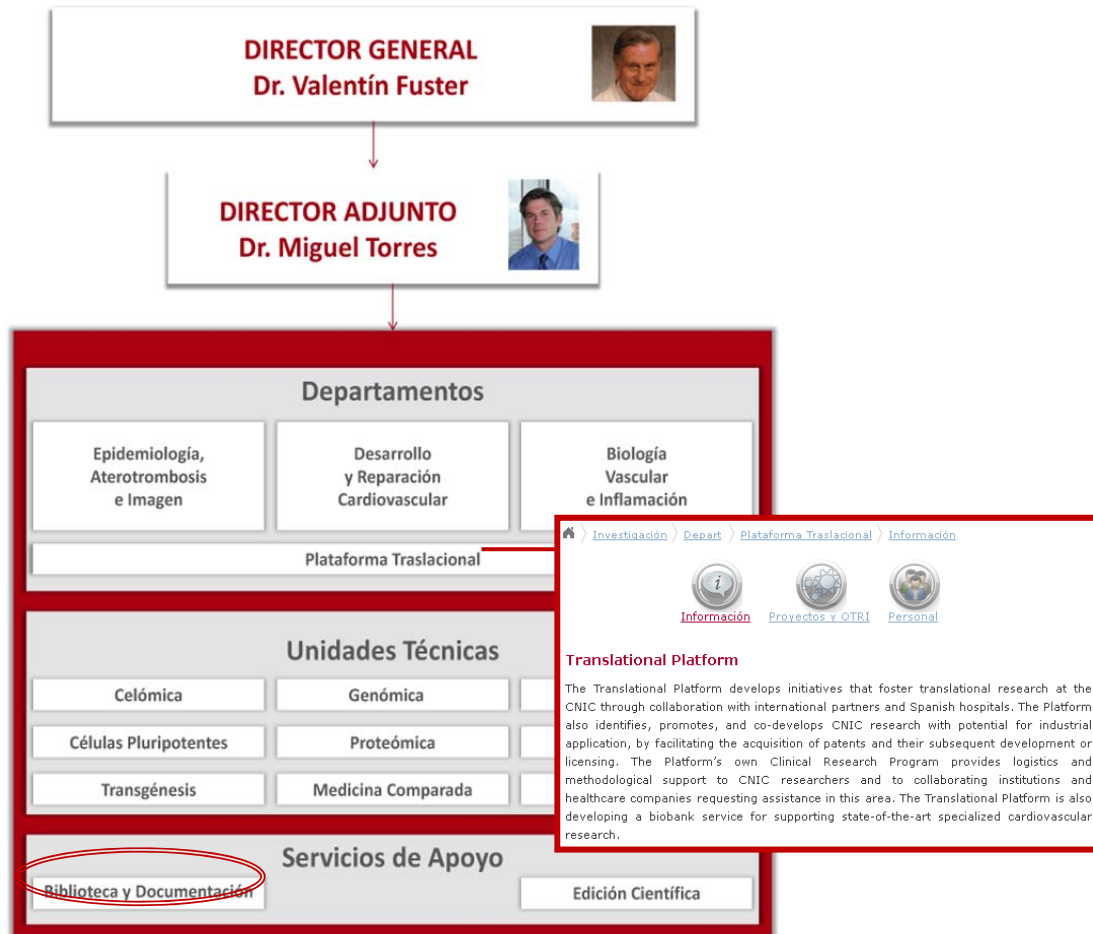 DIRECTOR GENERAL
Dr. Valentín Fuster
DIRECTOR ADJUNTO
Dr. Miguel Torres
Departamentos
Epidemiología,
Aterotrombosis
e Imagen
Desarrollo
y Reparación
Cardiovascular
Biología
Vascular
e Inflamación
Plataforma Traslacional
Investigación Depart Plataforma Traslacional Información
Información Proyectos y OTRI Personal
Translational Platform
The Translational Platform develops initiatives that foster translational research at the
CNIC through collaboration with international partners and Spanish hospitals. The Platform
also identifies, promotes, and co-develops CNIC research with potential for industrial
application, by facilitating the acquisition of patents and their subsequent development or
licensing. The Platform's own Clinical Research Program provides logistics and
methodological support to CNIC researchers and to collaborating institutions and
healthcare companies requesting assistance in this area. The Translational Platform is also
developing a biobank service for supporting state-of-the-art specialized cardiovascular
research.
Unidades Técnicas
Celómica
Genómica
Células Pluripotentes
Proteómica
Transgénesis
Medicina Comparada
Servicios de Apoyo
Biblioteca y Documentación
Edición Científica